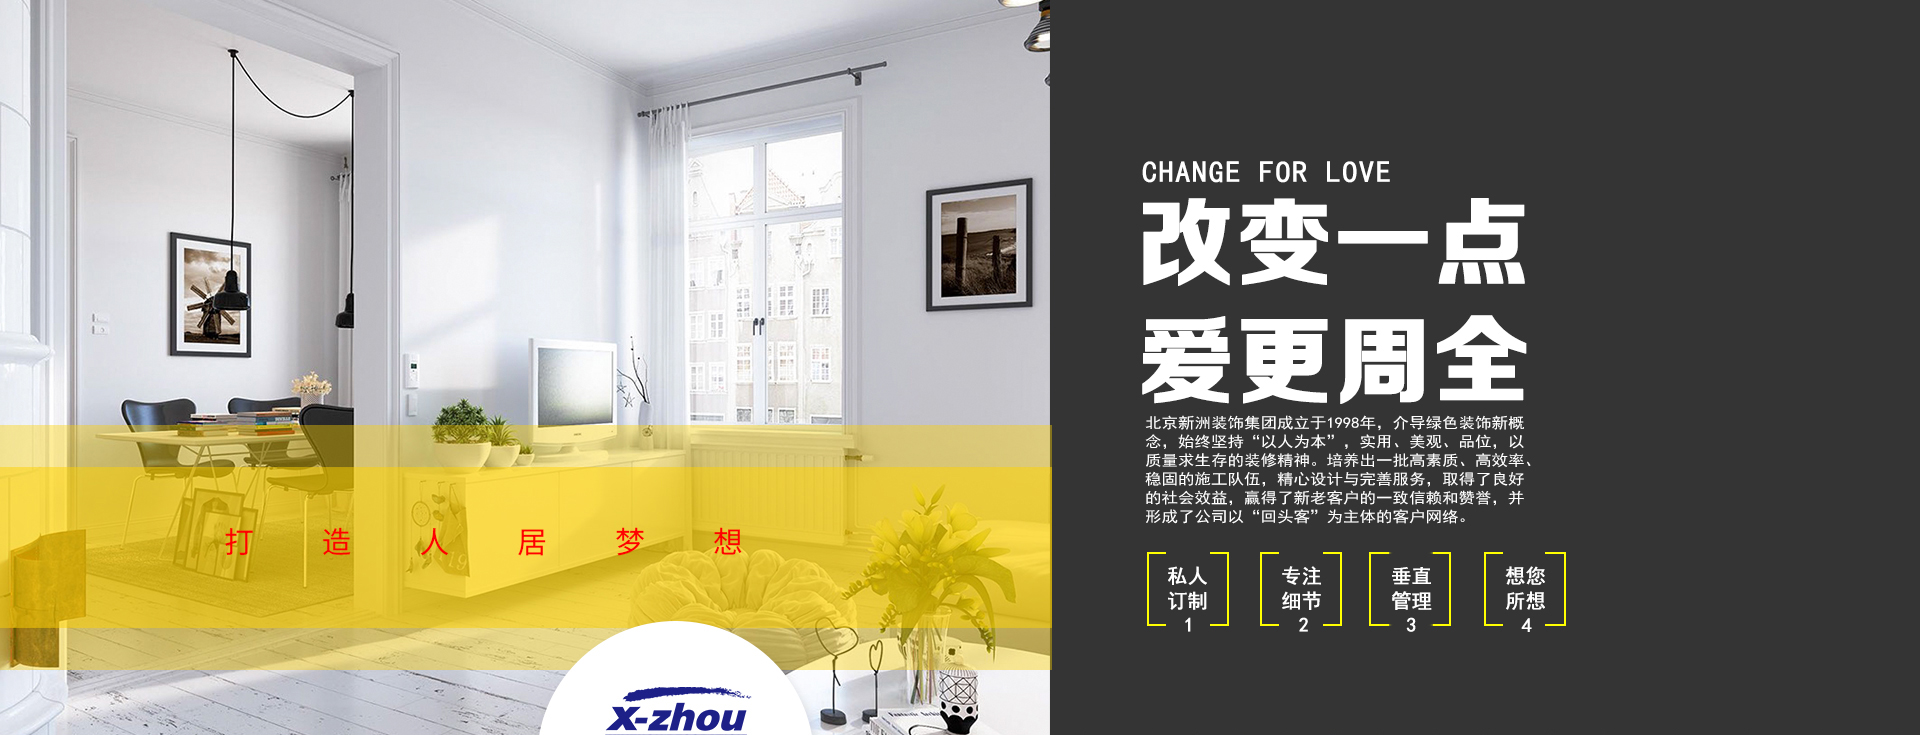 打造人居梦想
X-zhou
CHANGE FOR LOVE
改变一点
爱更周全
北京新洲装饰集团成立于1998年，介导绿色装饰新概
念，始终坚持“以人为本”，实用、美观、品位，以
质量求生存的装修精神。培养出一批高素质、高效率、
稳固的施工队伍，精心设计与完善服务，取得了良好
的社会效益，赢得了新老客户的一致信赖和赞誉，并
形成了公司以“回头客”为主体的客户网络。
私人
订制
1
专注
细节
2
垂直
管理
3
想您
所想
4